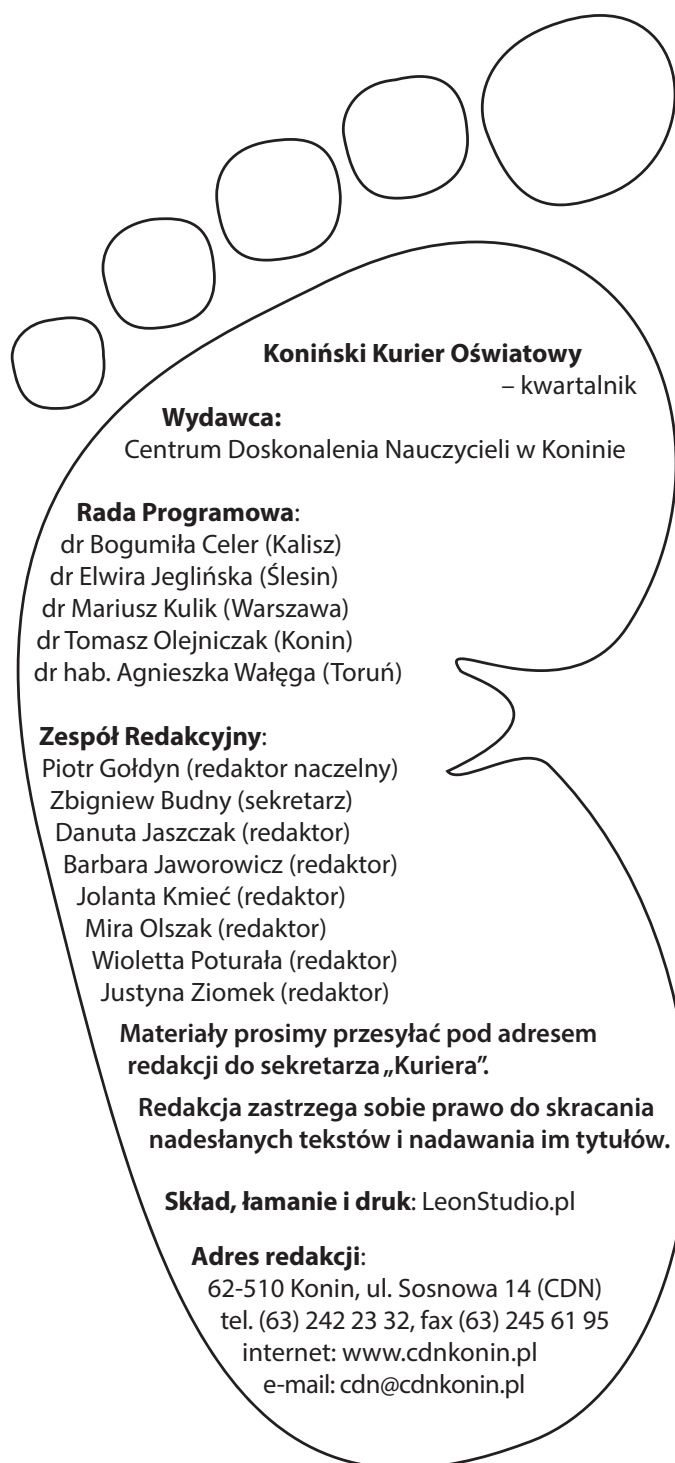 Koniński Kurier Oświatowy
– kwartalnik
Wydawca:
Centrum Doskonalenia Nauczycieli w Koninie
Rada Programowa:
dr Bogumiła Celer (Kalisz)
dr Elwira Jeglińska (Ślesin)
dr Mariusz Kulik (Warszawa)
dr Tomasz Olejniczak (Konin)
dr hab. Agnieszka Wałęga (Toruń)
Zespół Redakcyjny:
Piotr Gołdyn (redaktor naczelny)
Zbigniew Budny (sekretarz)
Danuta Jaszczak (redaktor)
Barbara Jaworowicz (redaktor)
Jolanta Kmieć (redaktor)
Mira Olszak (redaktor)
Wioletta Poturała (redaktor)
Justyna Ziomek (redaktor)
Materiały prosimy przesyłać pod adresem
redakcji do sekretarza „Kuriera”.
Redakcja zastrzega sobie prawo do skracania
nadesłanych tekstów i nadawania im tytułów.
Skład, łamanie i druk: LeonStudio.pl
Adres redakcji:
62-510 Konin, ul. Sosnowa 14 (CDN)
tel. (63) 242 23 32, fax (63) 245 61 95
internet: www.cdnkonin.pl
e-mail: cdn@cdnkonin.pl